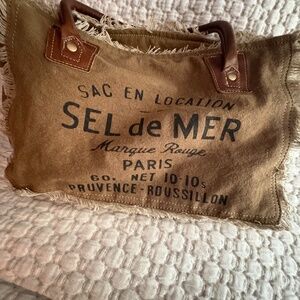 SAC EN LOCATION
SEL de MER
Marque Rouge
PARIS
60. NET 10-10s
PROVENCE-ROUSSILLON